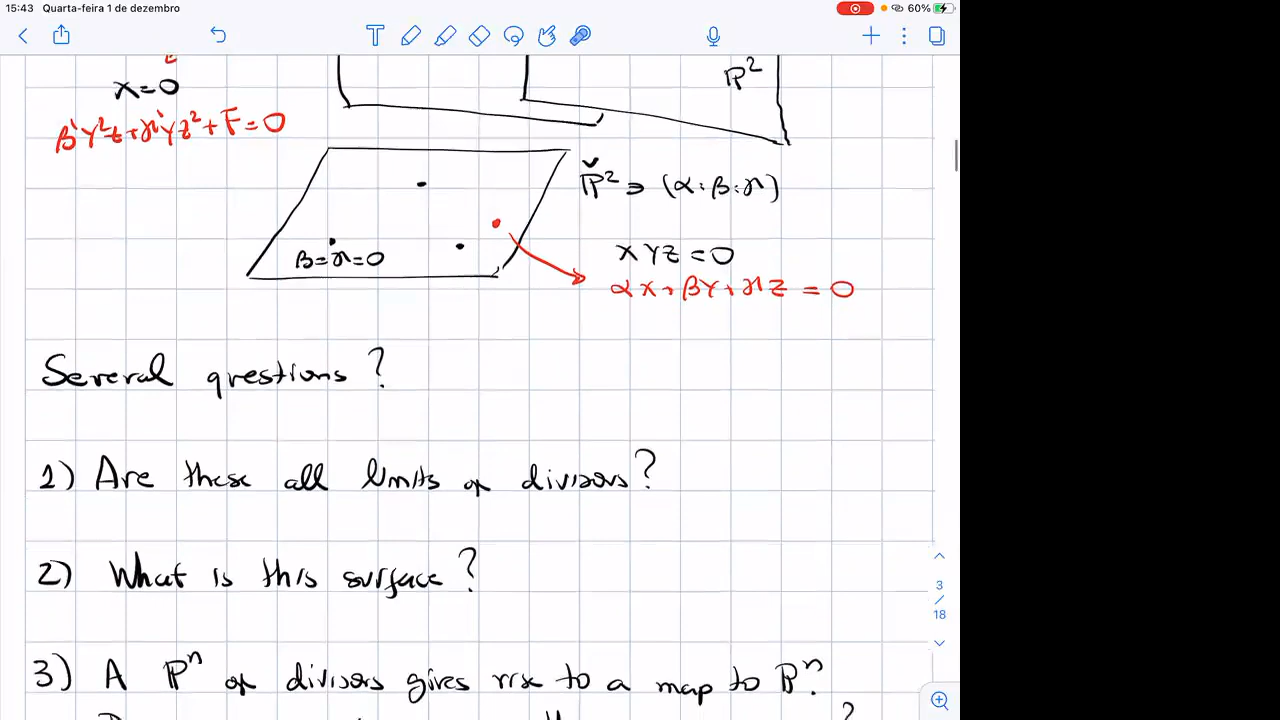 15:43 Quarta-feira 1 de dezembro
60%
x=0
ℙ²
β'Y²Z+γ'YZ²+F=0
ℙ̌² ∋ (α:β:γ)
β=γ=0
XYZ=0
αX+βY+γZ=0
Several questions?
1) Are these all limits of divisors?
2) What is this surface?
3
/
18
3) A ℙⁿ of divisors gives rise to a map to ℙⁿ?